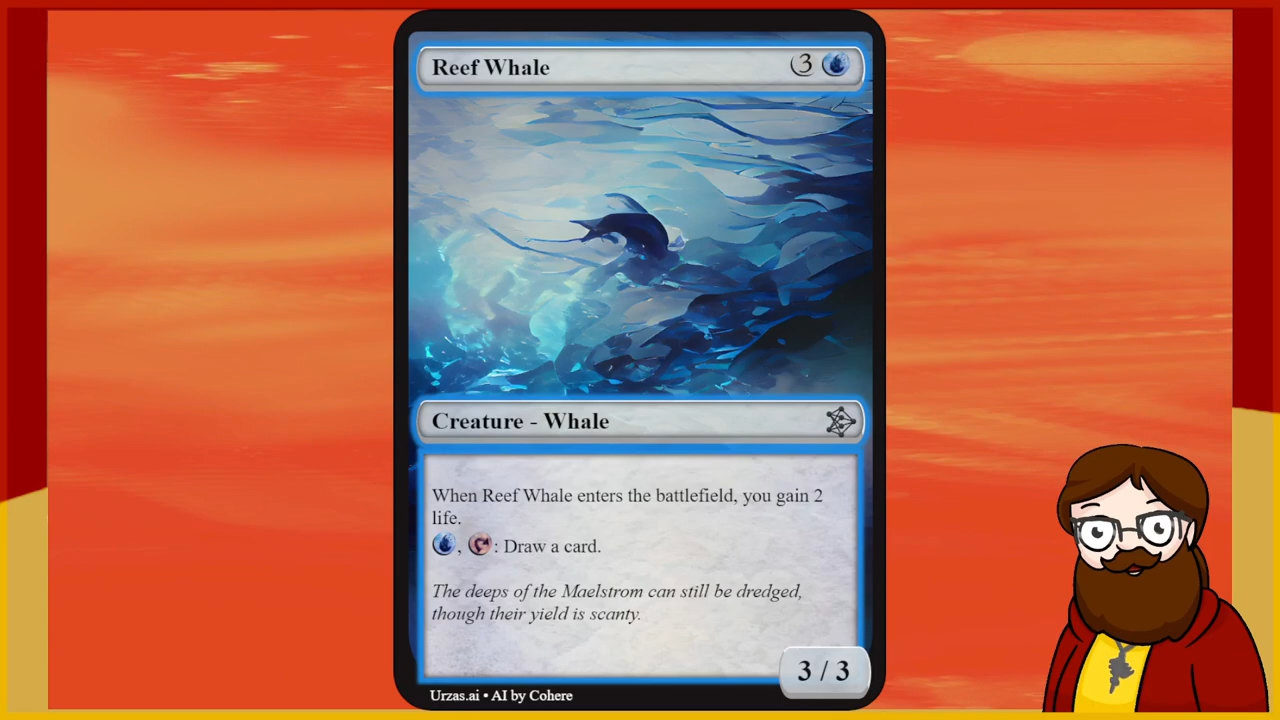 Reef Whale 3
Creature - Whale
When Reef Whale enters the battlefield, you gain 2
life.
, : Draw a card.
The deeps of the Maelstrom can still be dredged,
though their yield is scanty.
3 / 3
Urzas.ai • AI by Cohere